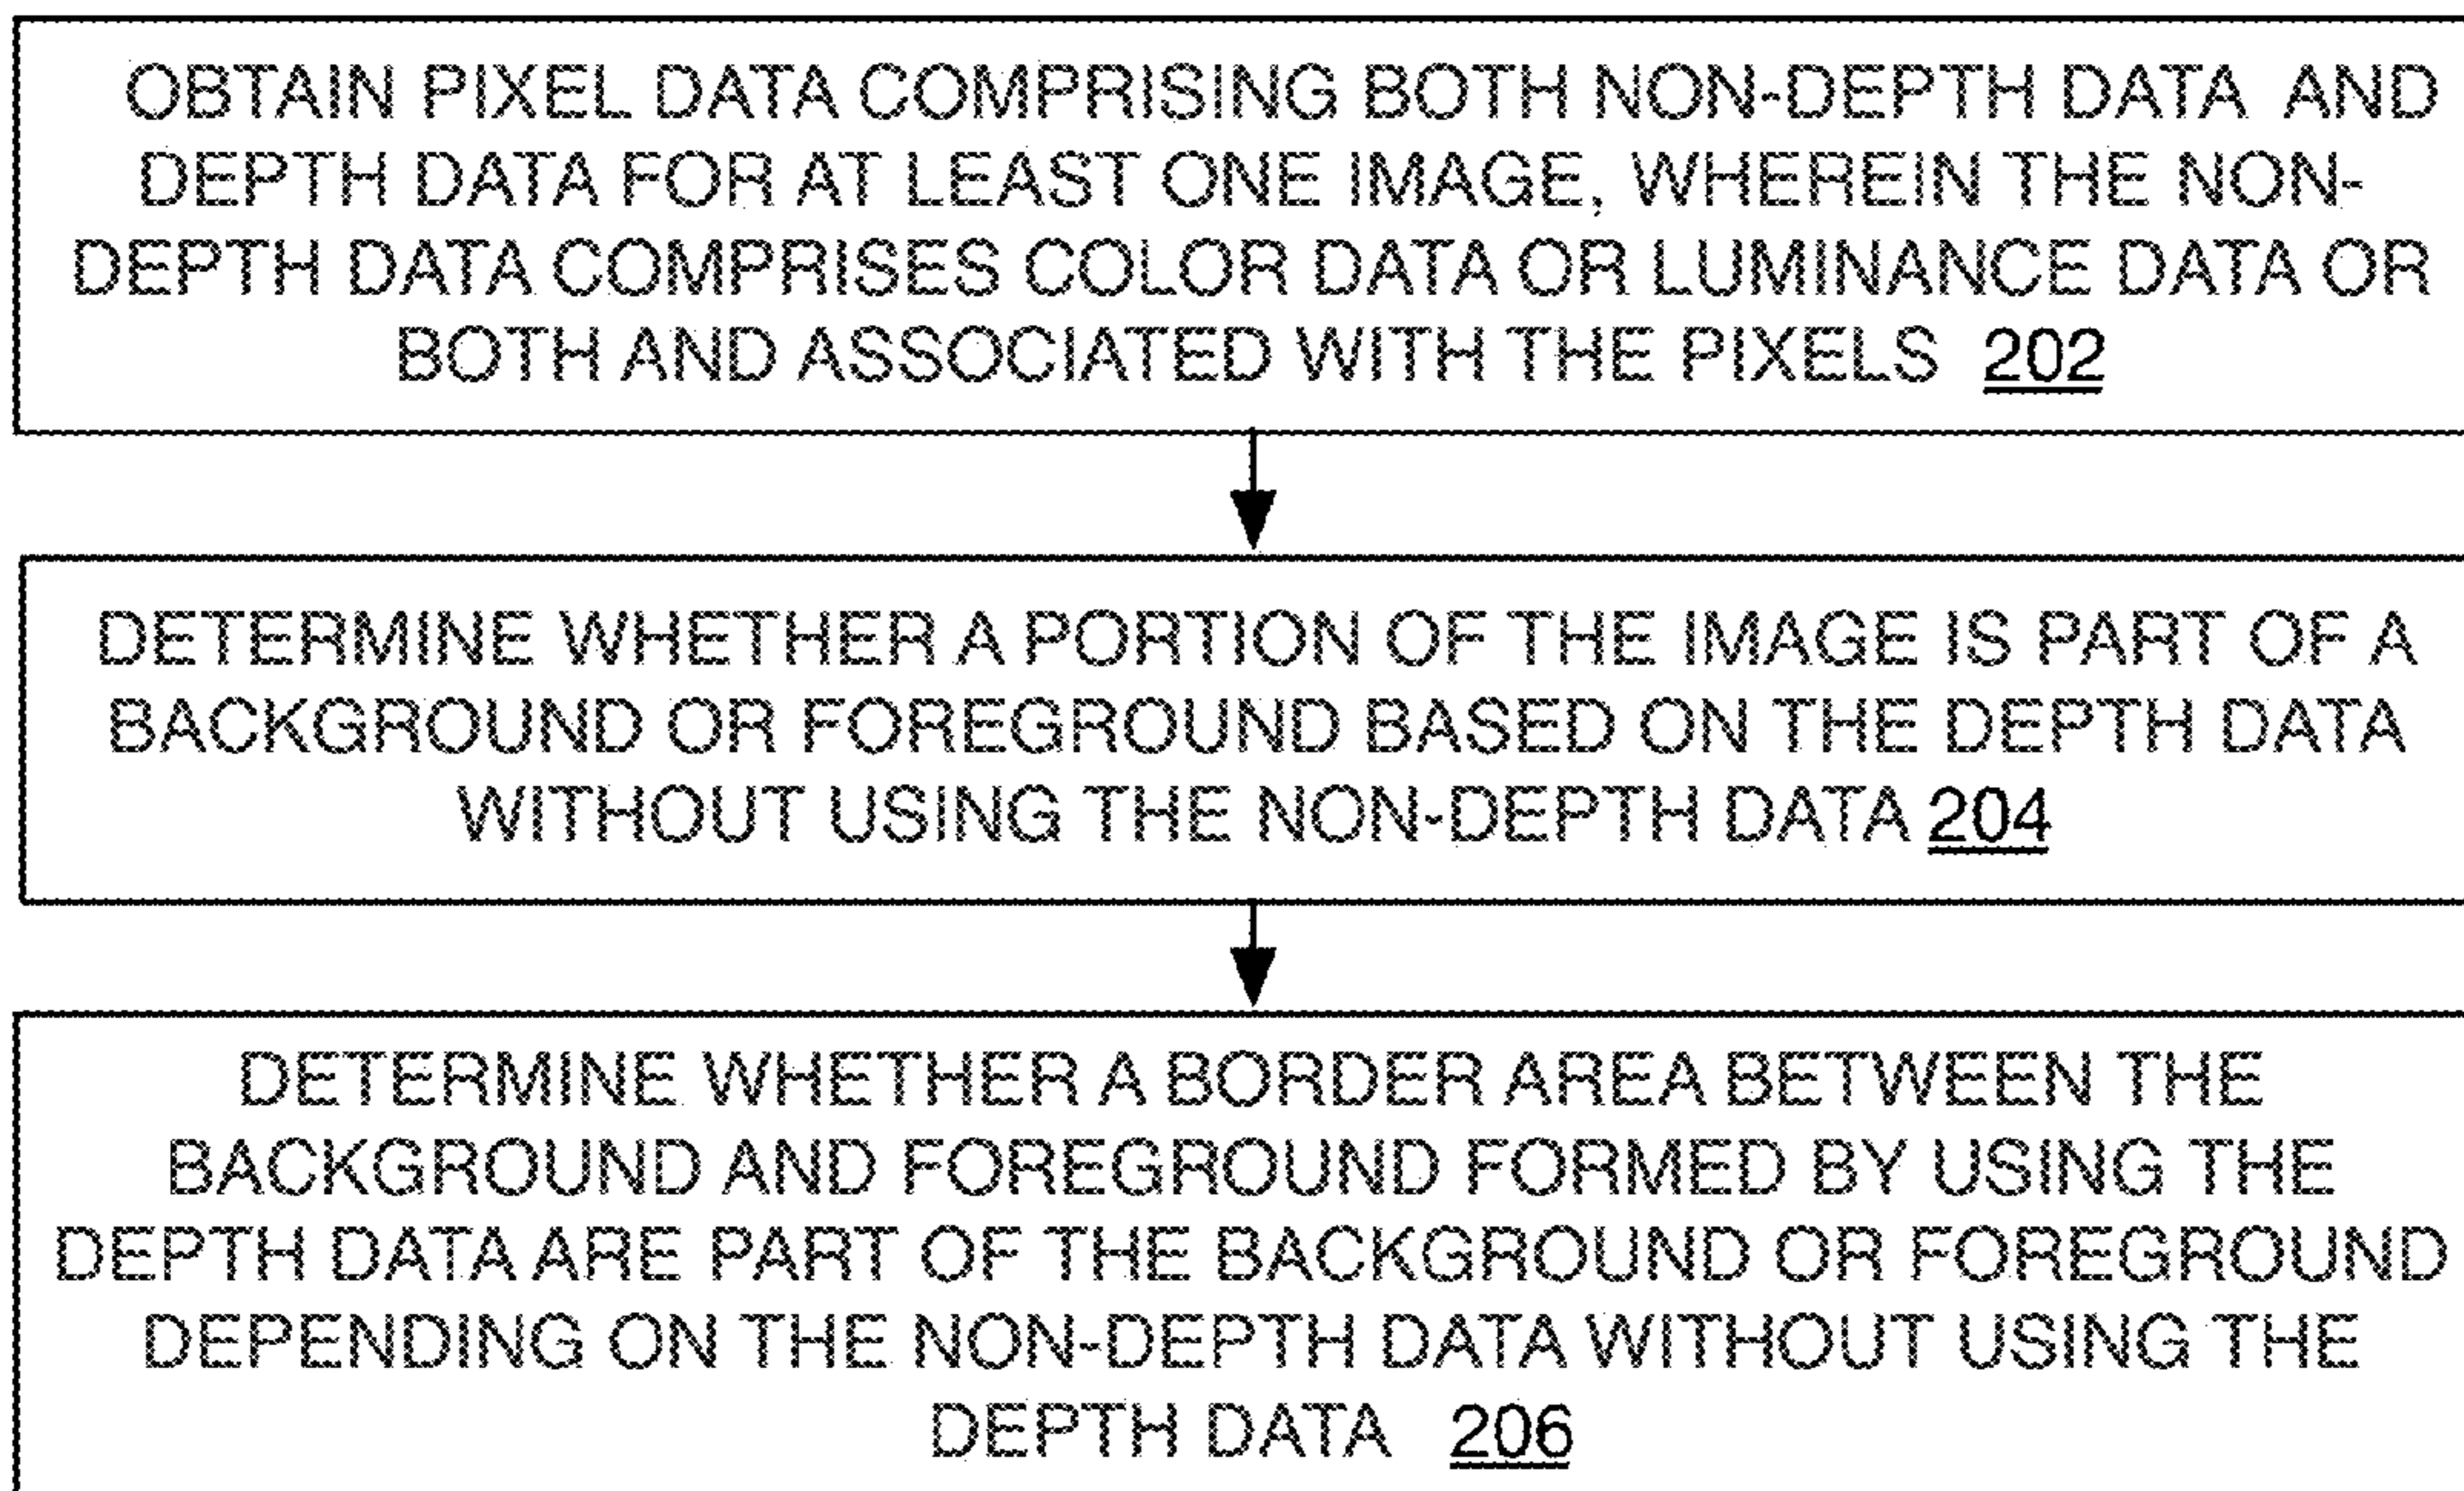 OBTAIN PIXEL DATA COMPRISING BOTH NON-DEPTH DATA AND
DEPTH DATA FOR AT LEAST ONE IMAGE, WHEREIN THE NON-
DEPTH DATA COMPRISES COLOR DATA OR LUMINANCE DATA OR
BOTH AND ASSOCIATED WITH THE PIXELS 202
DETERMINE WHETHER A PORTION OF THE IMAGE IS PART OF A
BACKGROUND OR FOREGROUND BASED ON THE DEPTH DATA
WITHOUT USING THE NON-DEPTH DATA 204
DETERMINE WHETHER A BORDER AREA BETWEEN THE
BACKGROUND AND FOREGROUND FORMED BY USING THE
DEPTH DATA ARE PART OF THE BACKGROUND OR FOREGROUND
DEPENDING ON THE NON-DEPTH DATA WITHOUT USING THE
DEPTH DATA 206